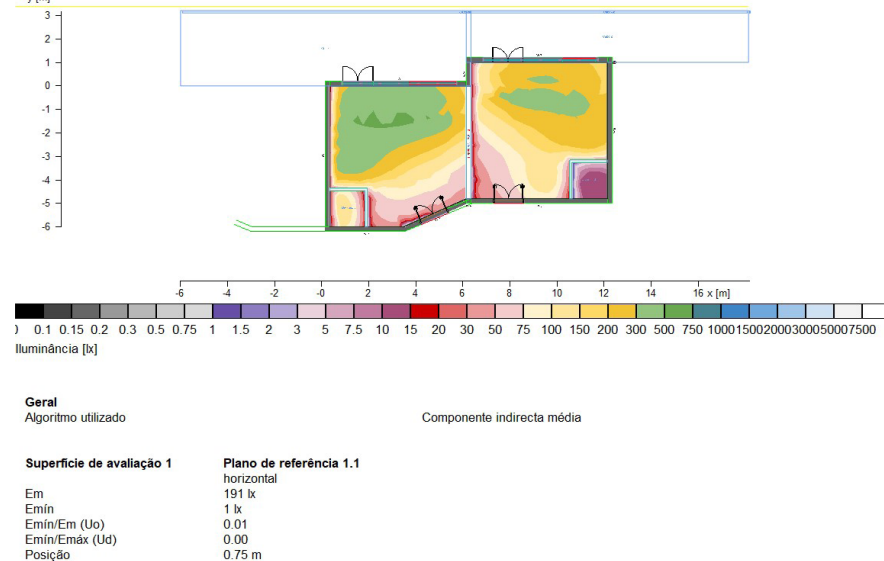 3
2
1
0
-1
-2
-3
-4
-5
-6
-6 -4 -2 -0 2 4 6 8 10 12 14 16 x [m]
0.1 0.15 0.2 0.3 0.5 0.75 1 1.5 2 3 5 7.5 10 15 20 30 50 75 100 150 200 300 500 750 1000 1500 2000 3000 5000 7500
Iluminância [lx]
Geral
Algoritmo utilizado Componente indirecta média
Superficie de avaliação 1 Plano de referência 1.1
horizontal
Em 191 lx
Emín 1 lx
Emín/Em (Uo) 0.01
Emín/Emáx (Ud) 0.00
Posição 0.75 m